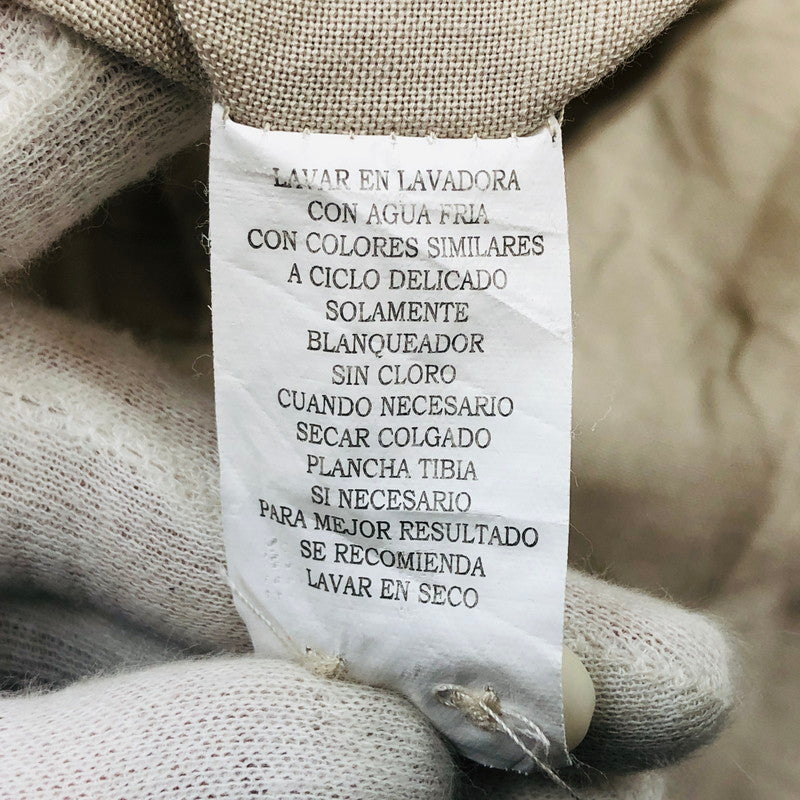 LAVAR EN LAVADORA
CON AGUA FRIA
CON COLORES SIMILARES
A CICLO DELICADO
SOLAMENTE
BLANQUEADOR
SIN CLORO
CUANDO NECESARIO
SECAR COLGADO
PLANCHA TIBIA
SI NECESARIO
PARA MEJOR RESULTADO
SE RECOMIENDA
LAVAR EN SECO